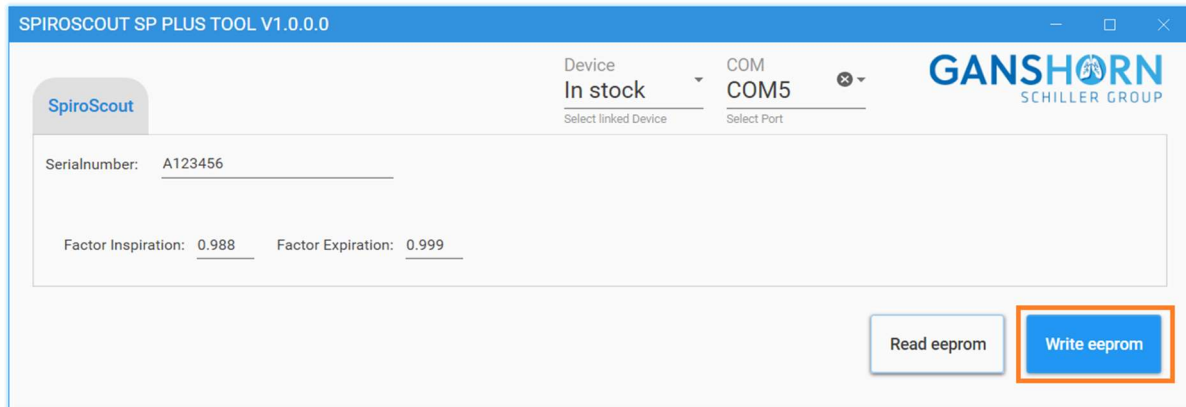 SPIROSCOUT SP PLUS TOOL V1.0.0.0
Device
In stock
Select linked Device
COM
COM5
Select Port
GANSHORN
SCHILLER GROUP
SpiroScout
Serialnumber: A123456
Factor Inspiration: 0.988 Factor Expiration: 0.999
Read eeprom
Write eeprom